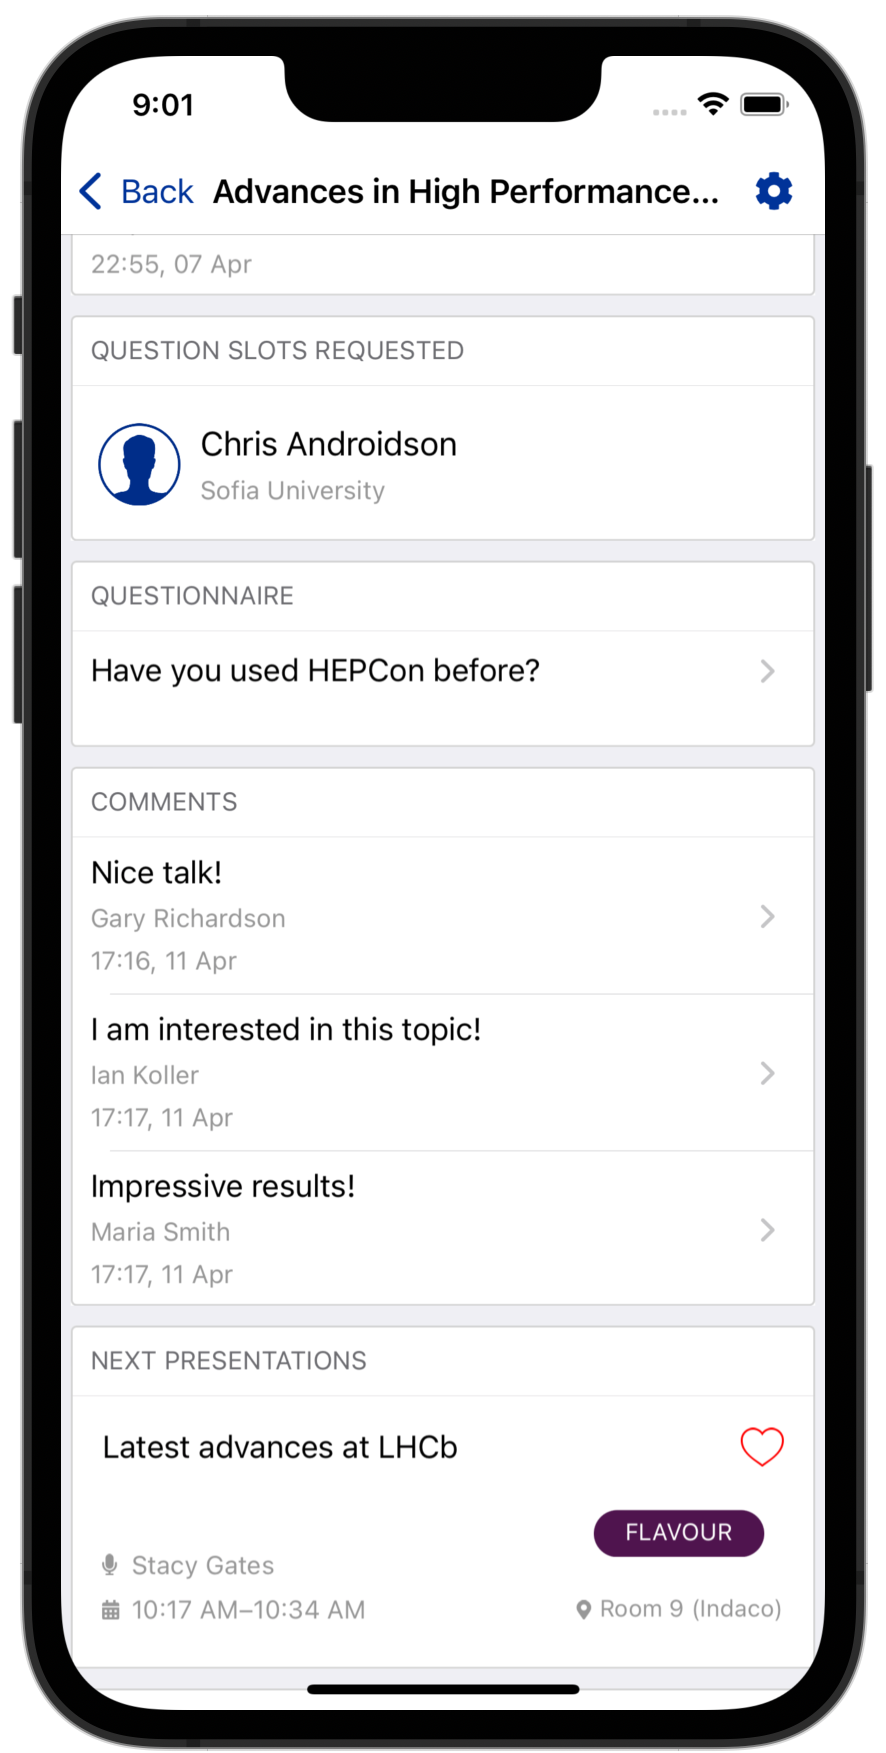 9:01
Back Advances in High Performance...
22:55, 07 Apr
QUESTION SLOTS REQUESTED
Chris Androidson
Sofia University
QUESTIONNAIRE
Have you used HEPCon before?
COMMENTS
Nice talk!
Gary Richardson
17:16, 11 Apr
I am interested in this topic!
Ian Koller
17:17, 11 Apr
Impressive results!
Maria Smith
17:17, 11 Apr
NEXT PRESENTATIONS
Latest advances at LHCb
FLAVOUR
Stacy Gates
10:17 AM–10:34 AM
Room 9 (Indaco)